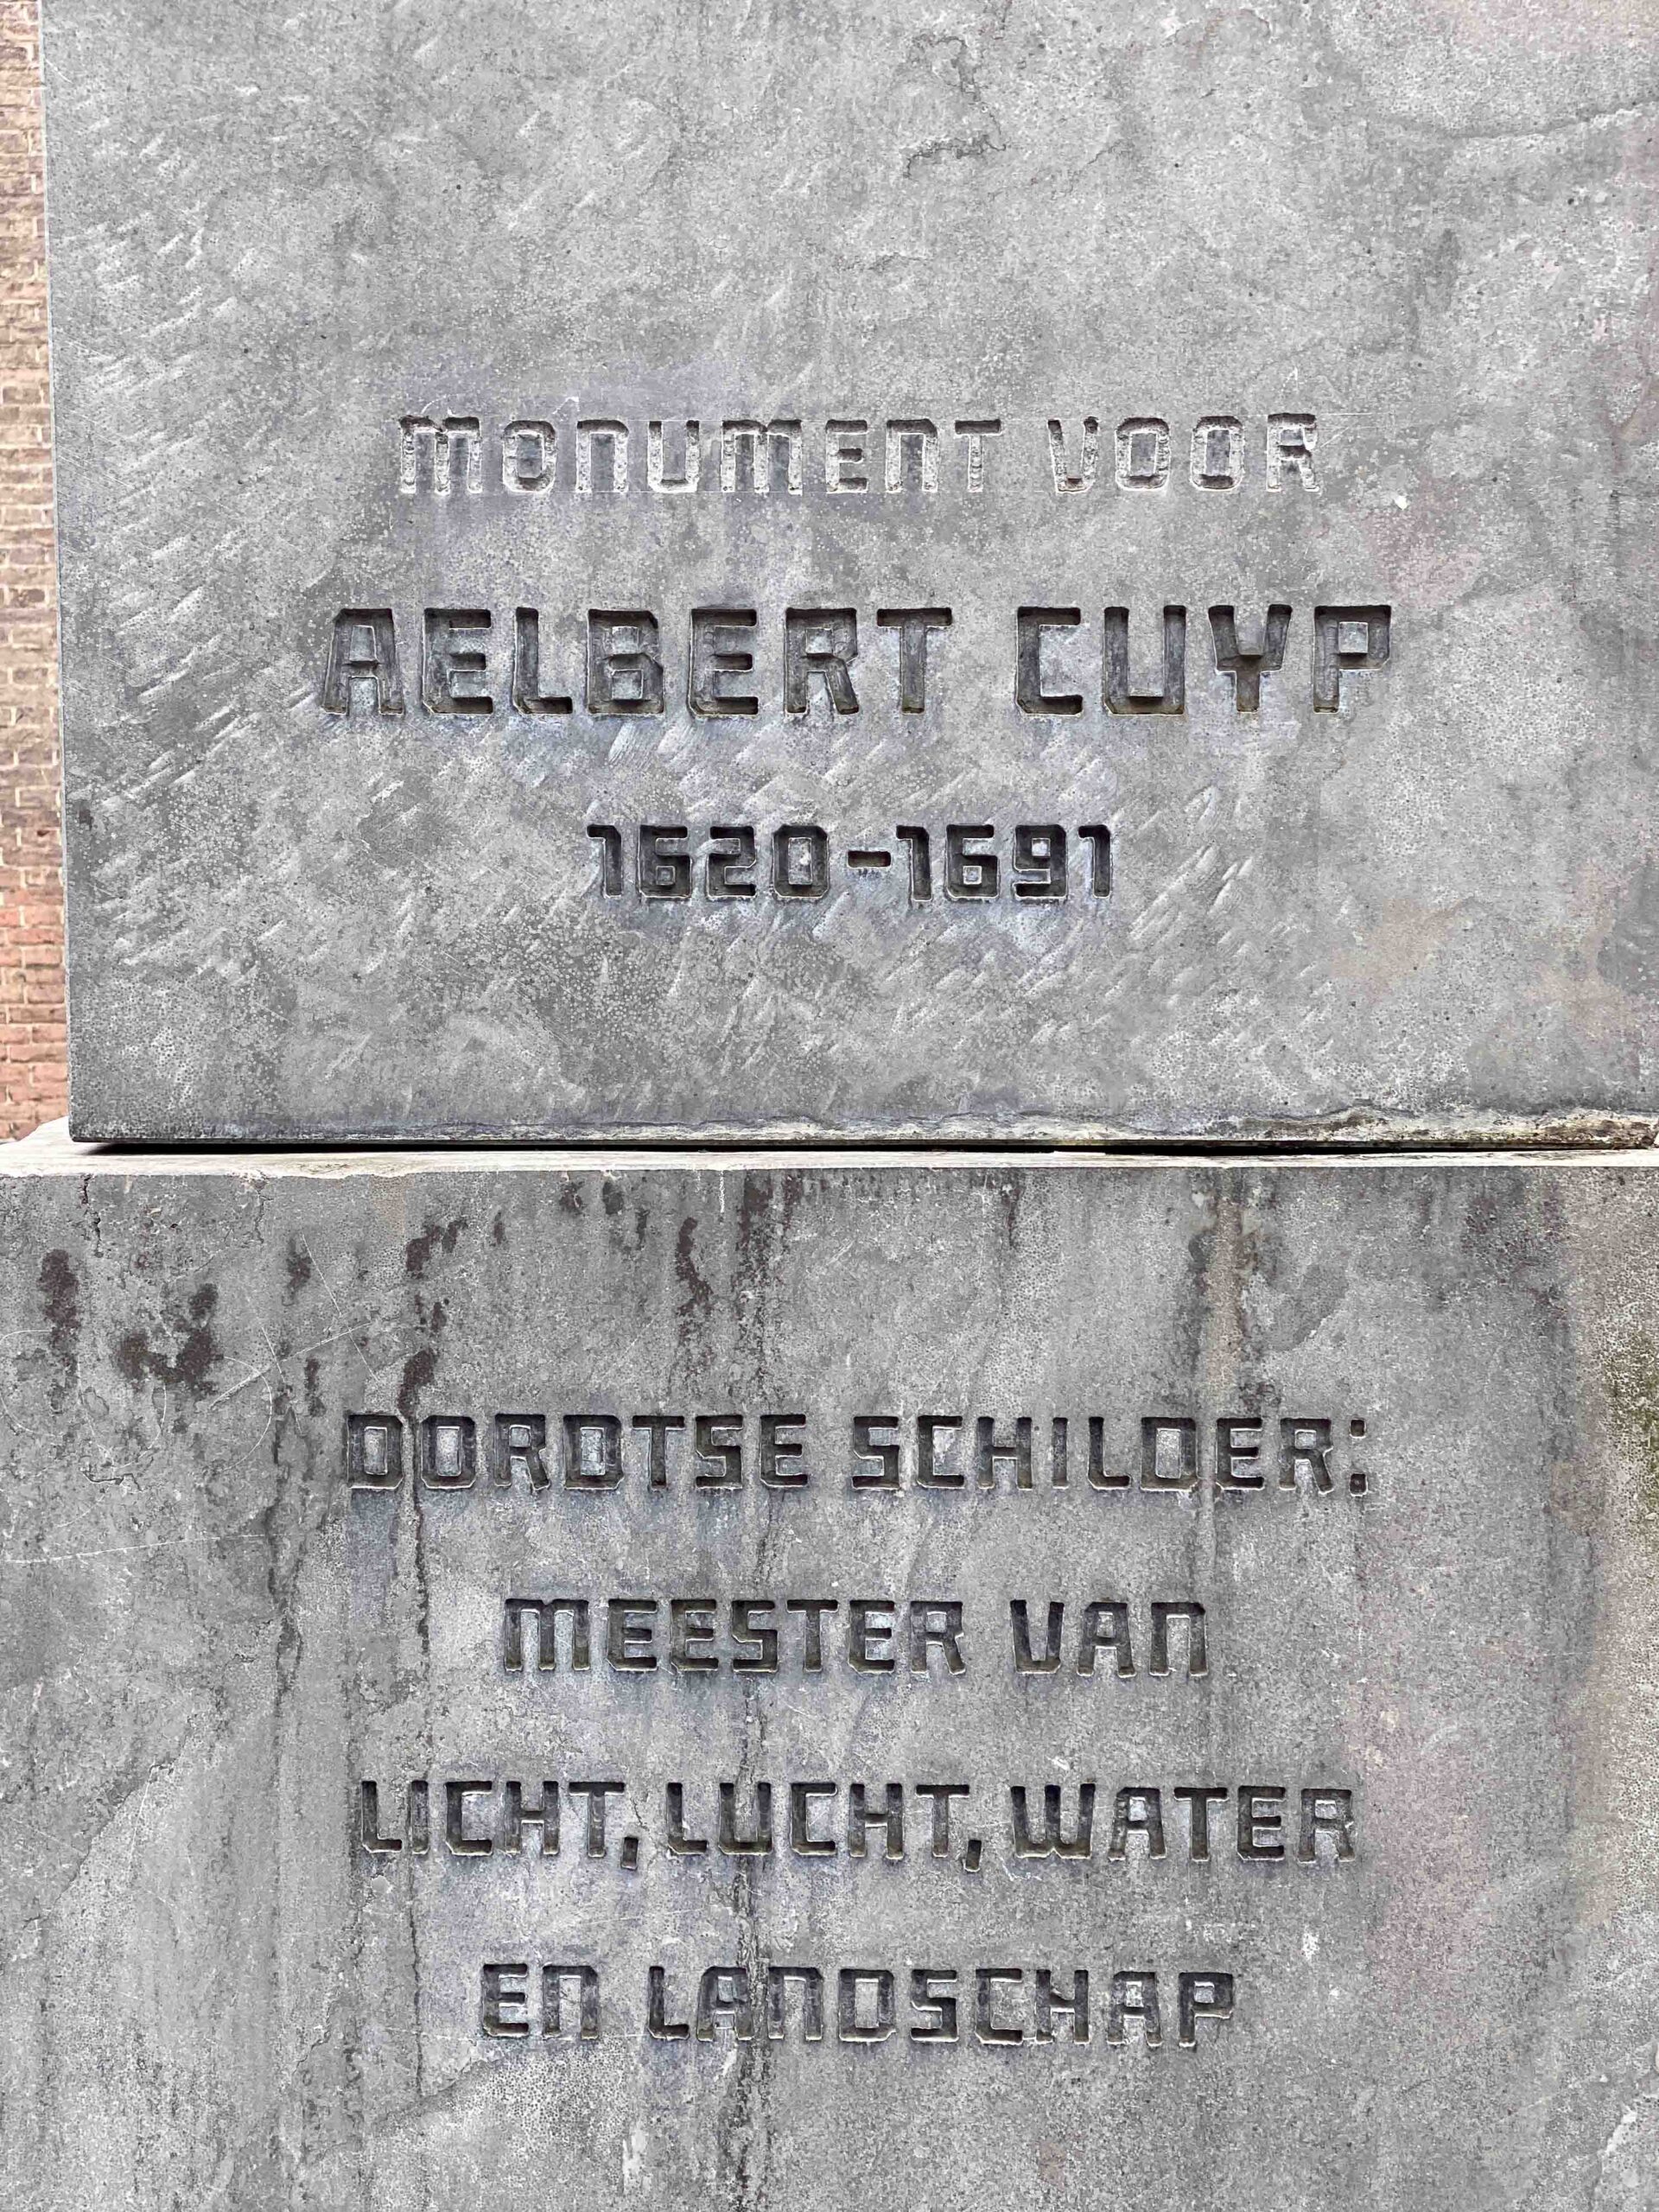 MONUMENT VOOR
AELBERT CUYP
1620-1691
DORDTSE SCHILDER:
MEESTER VAN
LICHT, LUCHT, WATER
EN LANDSCHAP